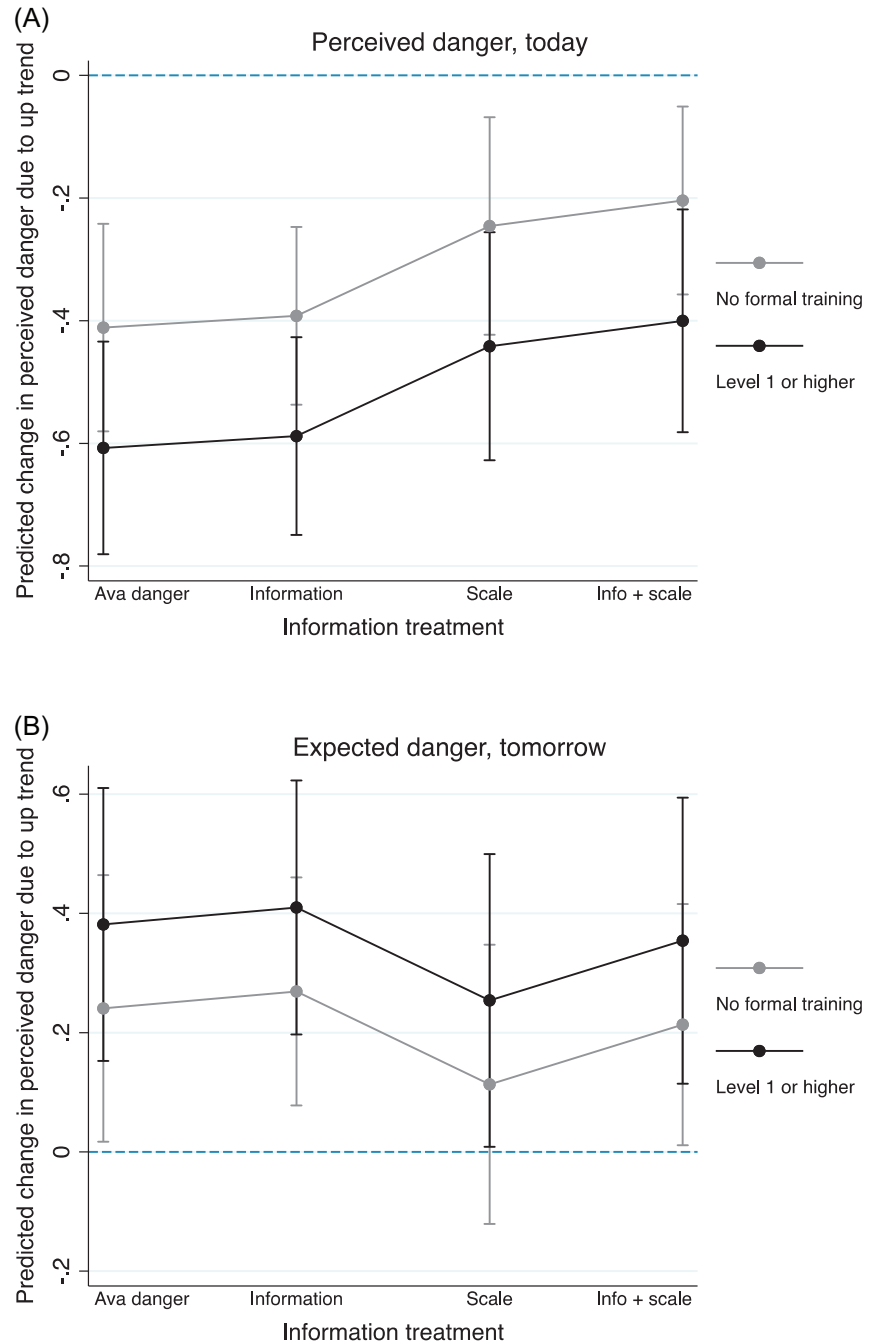 (A)
Perceived danger, today
Predicted change in perceived danger due to up trend
0
-.2
-.4
-.6
-.8
Ava danger
Information
Scale
Info + scale
Information treatment
No formal training
Level 1 or higher
(B)
Expected danger, tomorrow
Predicted change in perceived danger due to up trend
.6
.4
.2
0
-.2
Ava danger
Information
Scale
Info + scale
Information treatment
No formal training
Level 1 or higher